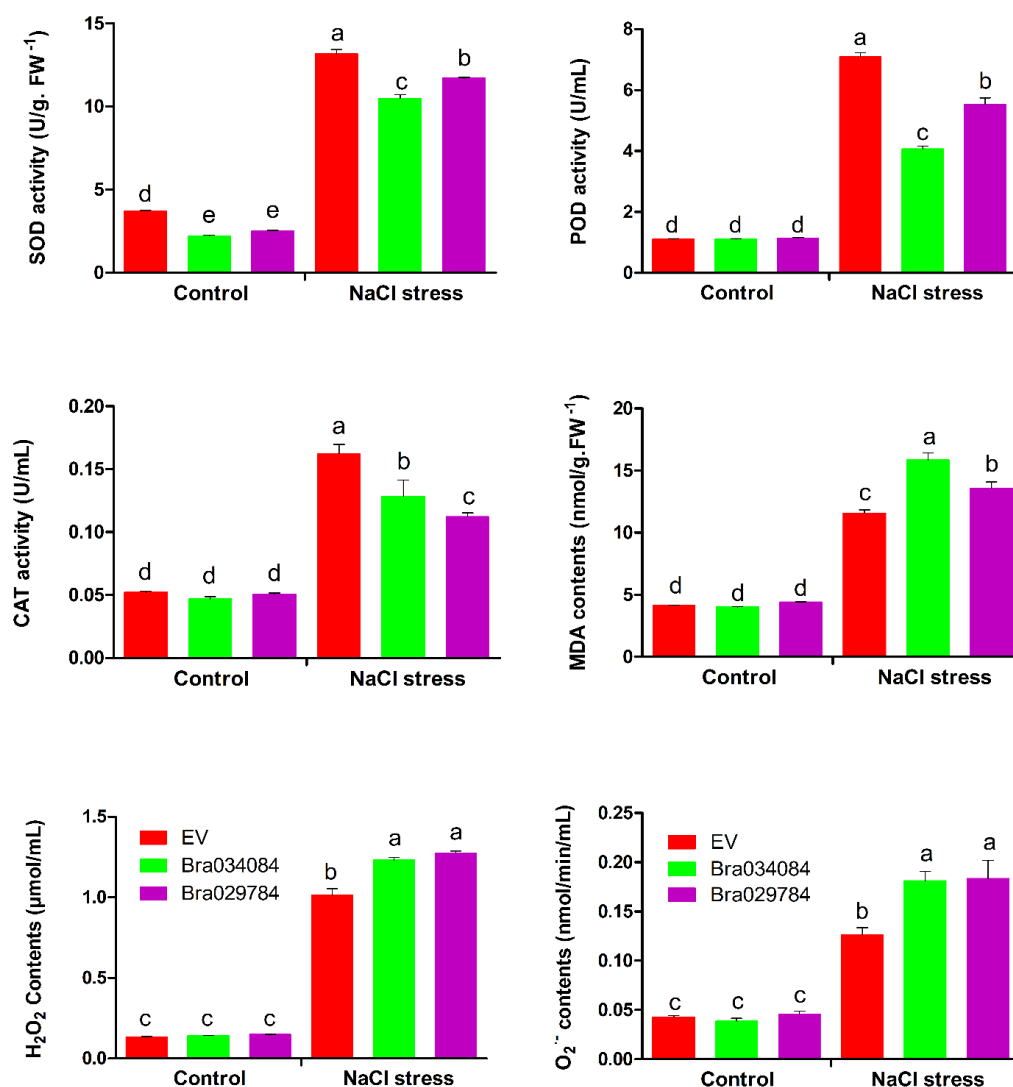 SOD activity (U/g. FW⁻¹)
15
10
5
0
a
c
b
d
e
e
Control
NaCl stress
POD activity (U/mL)
8
6
4
2
0
a
b
c
d
d
d
Control
NaCl stress
CAT activity (U/mL)
0.20
0.15
0.10
0.05
0.00
a
b
c
d
d
d
Control
NaCl stress
MDA contents (nmol/g.FW⁻¹)
20
15
10
5
0
a
b
c
d
d
d
Control
NaCl stress
H₂O₂ Contents (μmol/mL)
1.5
1.0
0.5
0.0
EV
Bra034084
Bra029784
a
a
b
c
c
c
Control
NaCl stress
O₂·⁻ contents (nmol/min/mL)
0.25
0.20
0.15
0.10
0.05
0.00
EV
Bra034084
Bra029784
a
a
b
c
c
c
Control
NaCl stress